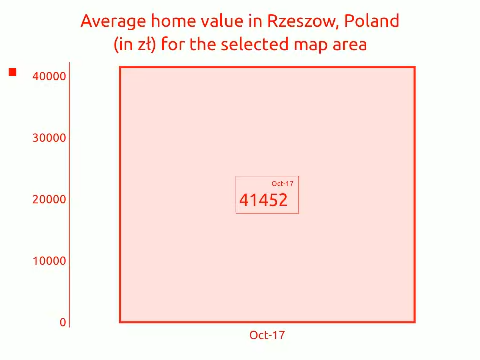 Average home value in Rzeszow, Poland
(in zł) for the selected map area
40000
30000
20000
10000
0
Oct-17
41452
Oct-17